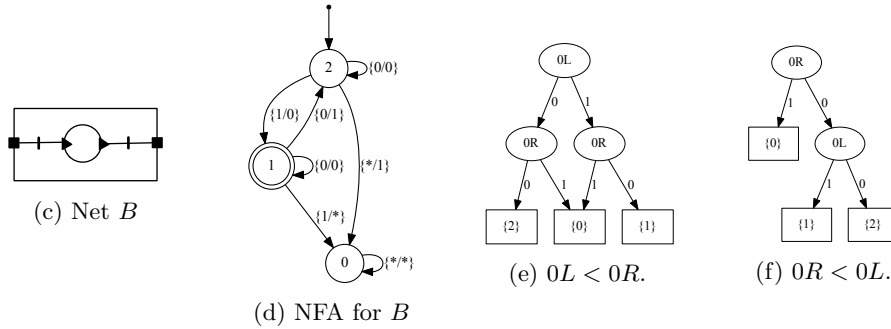 2
{0/0}
{1/0}
{0/1}
1
{0/0}
{*/1}
{1/*}
0
{*/*}
(c) Net B
(d) NFA for B
0L
0
1
0R
0R
0
1
1
0
{2}
{0}
{1}
(e) 0L < 0R.
0R
1
0
{0}
0L
1
0
{1}
{2}
(f) 0R < 0L.